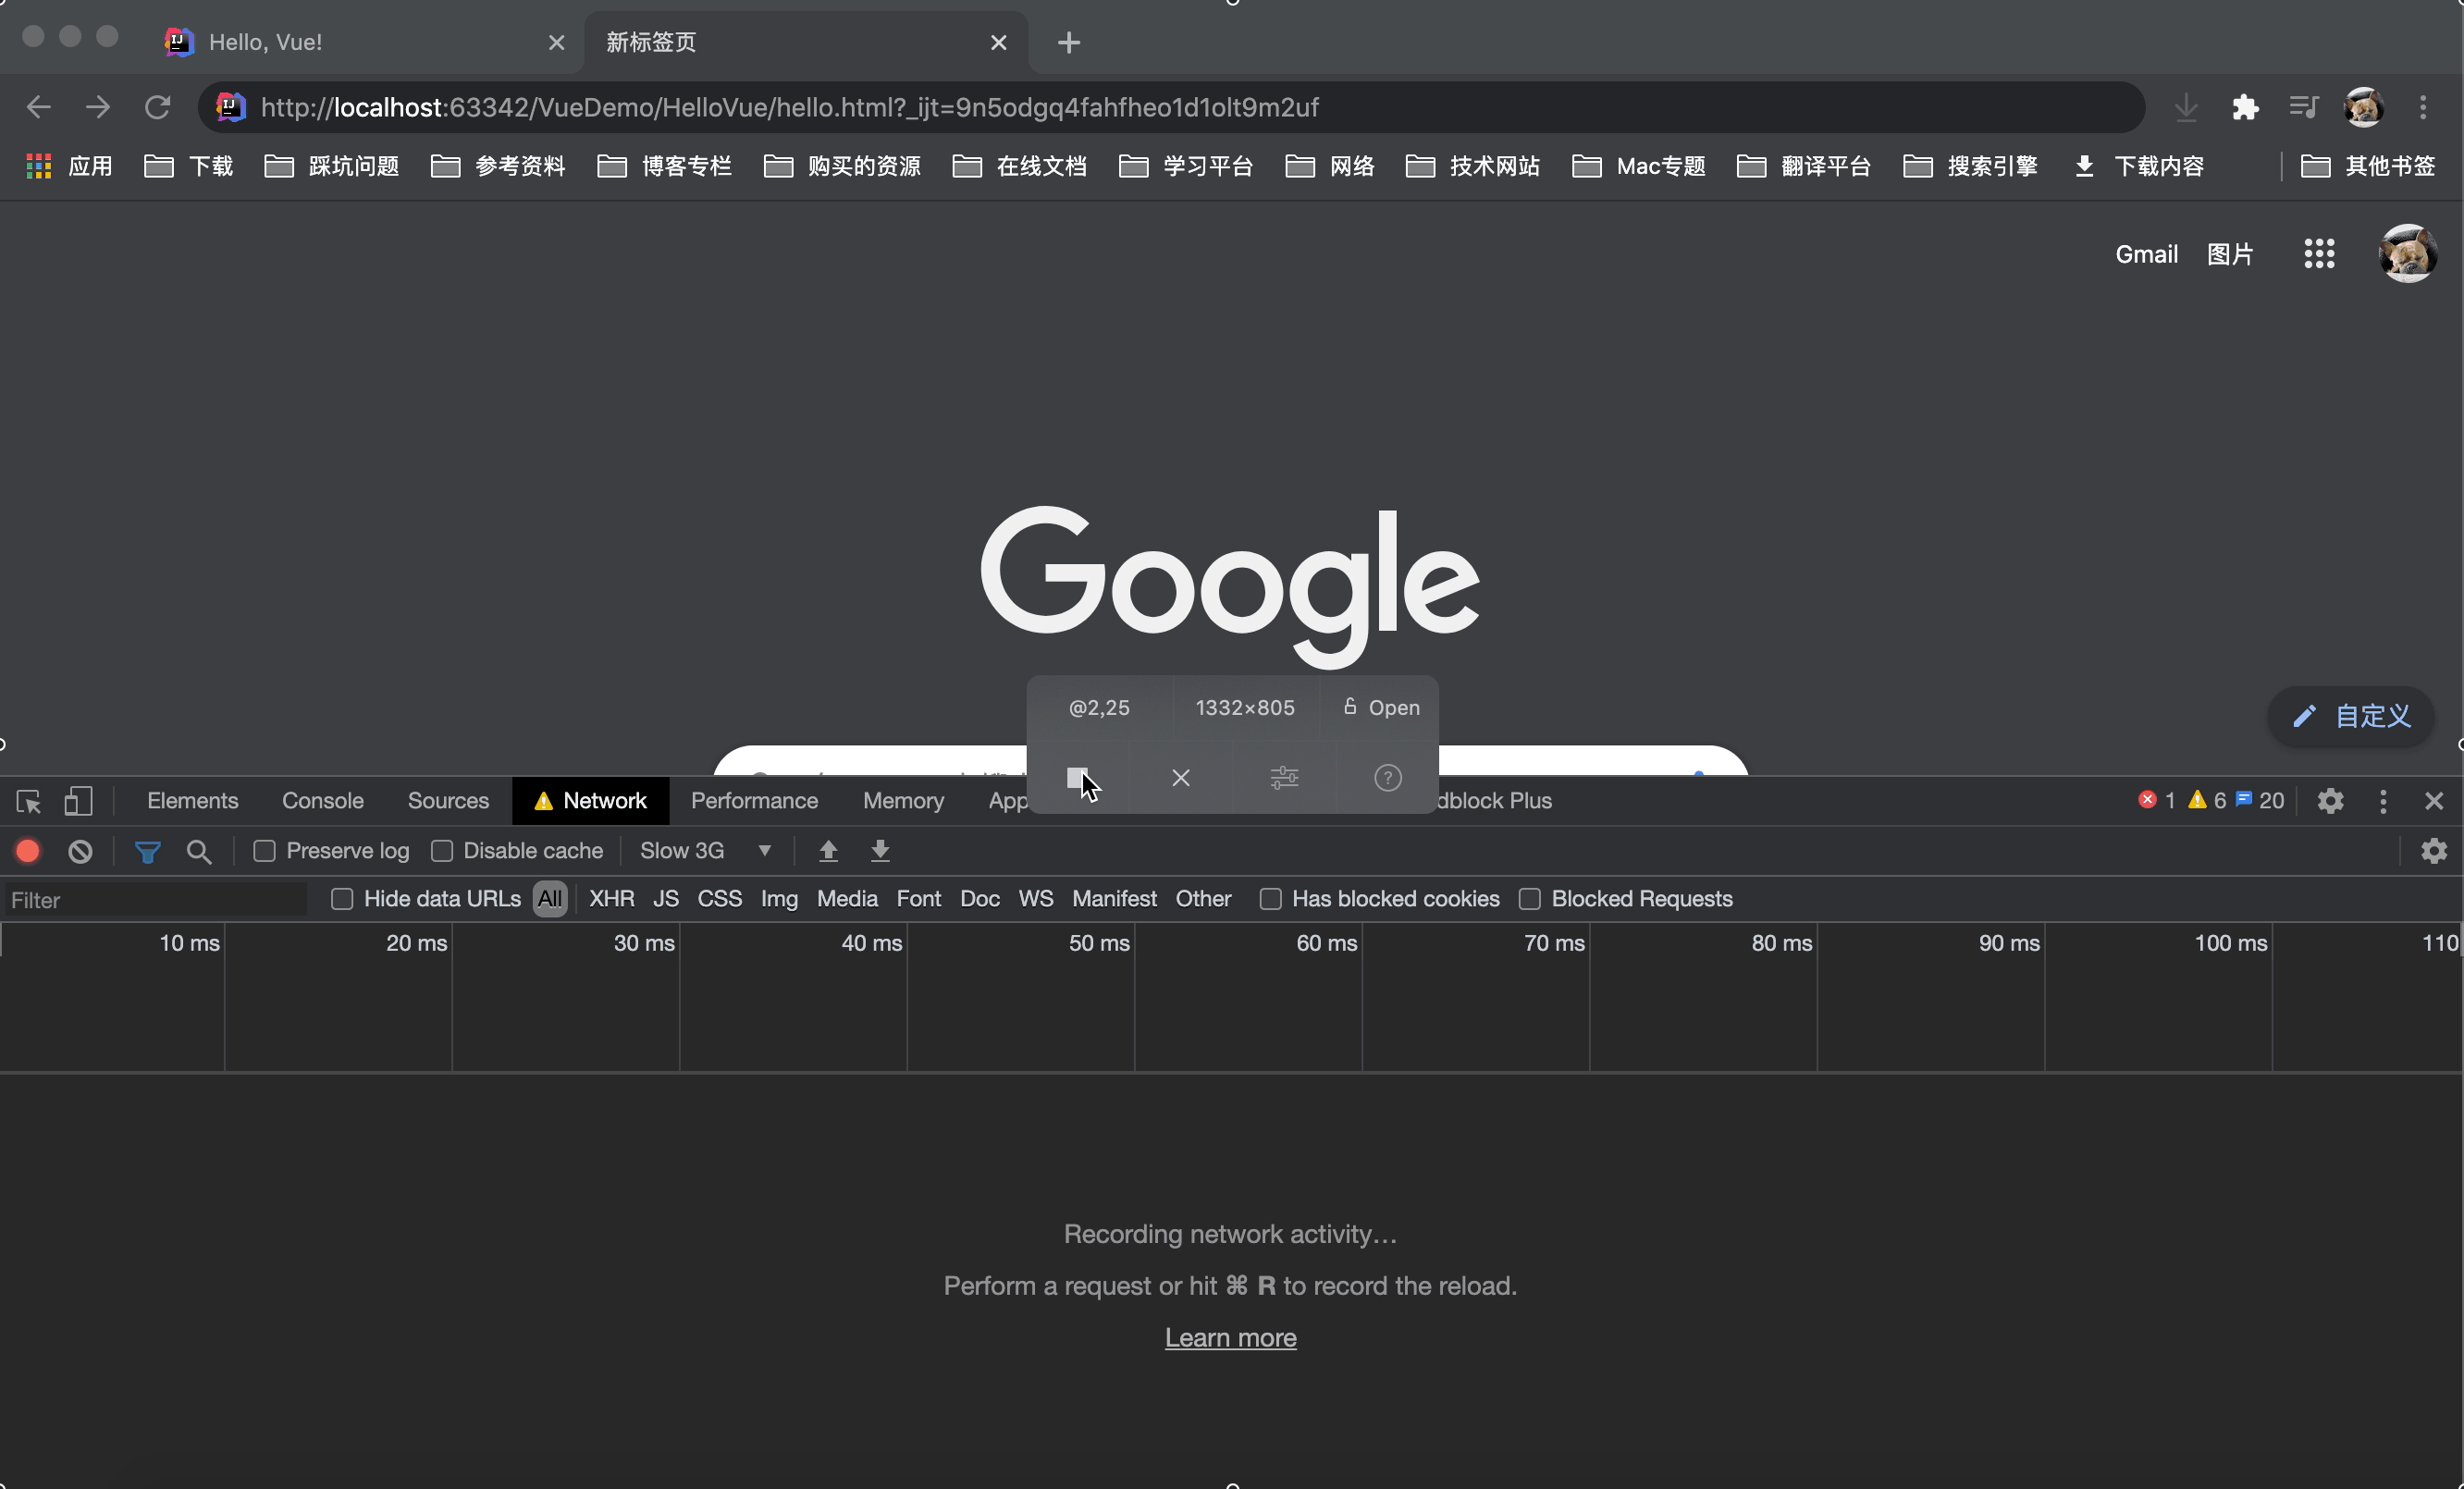 Hello, Vue!
新标签页
http://localhost:63342/VueDemo/HelloVue/hello.html?_ijt=9n5odgq4fahfheo1d1olt9m2uf
应用 下载 踩坑问题 参考资料 博客专栏 购买的资源 在线文档 学习平台 网络 技术网站 Mac专题 翻译平台 搜索引擎 下载内容 其他书签
Gmail 图片
Google
@2,25 1332×805 Open
自定义
Elements Console Sources Network Performance Memory App dblock Plus 1 6 20
Preserve log Disable cache Slow 3G
Filter Hide data URLs All XHR JS CSS Img Media Font Doc WS Manifest Other Has blocked cookies Blocked Requests
10 ms 20 ms 30 ms 40 ms 50 ms 60 ms 70 ms 80 ms 90 ms 100 ms 110
Recording network activity…
Perform a request or hit ⌘ R to record the reload.
Learn more